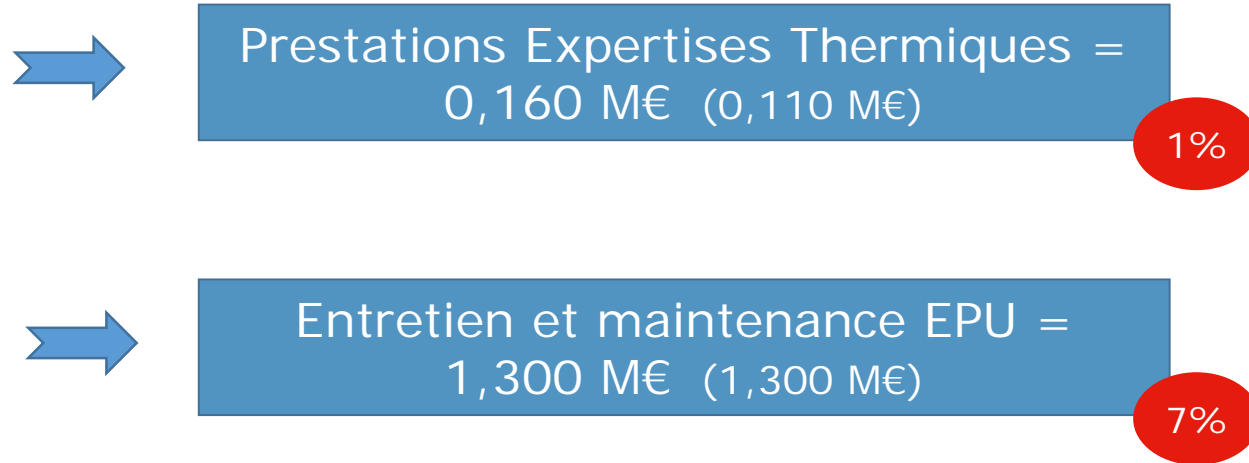 Prestations Expertises Thermiques =
0,160 M€ (0,110 M€)
1%
Entretien et maintenance EPU =
1,300 M€ (1,300 M€)
7%